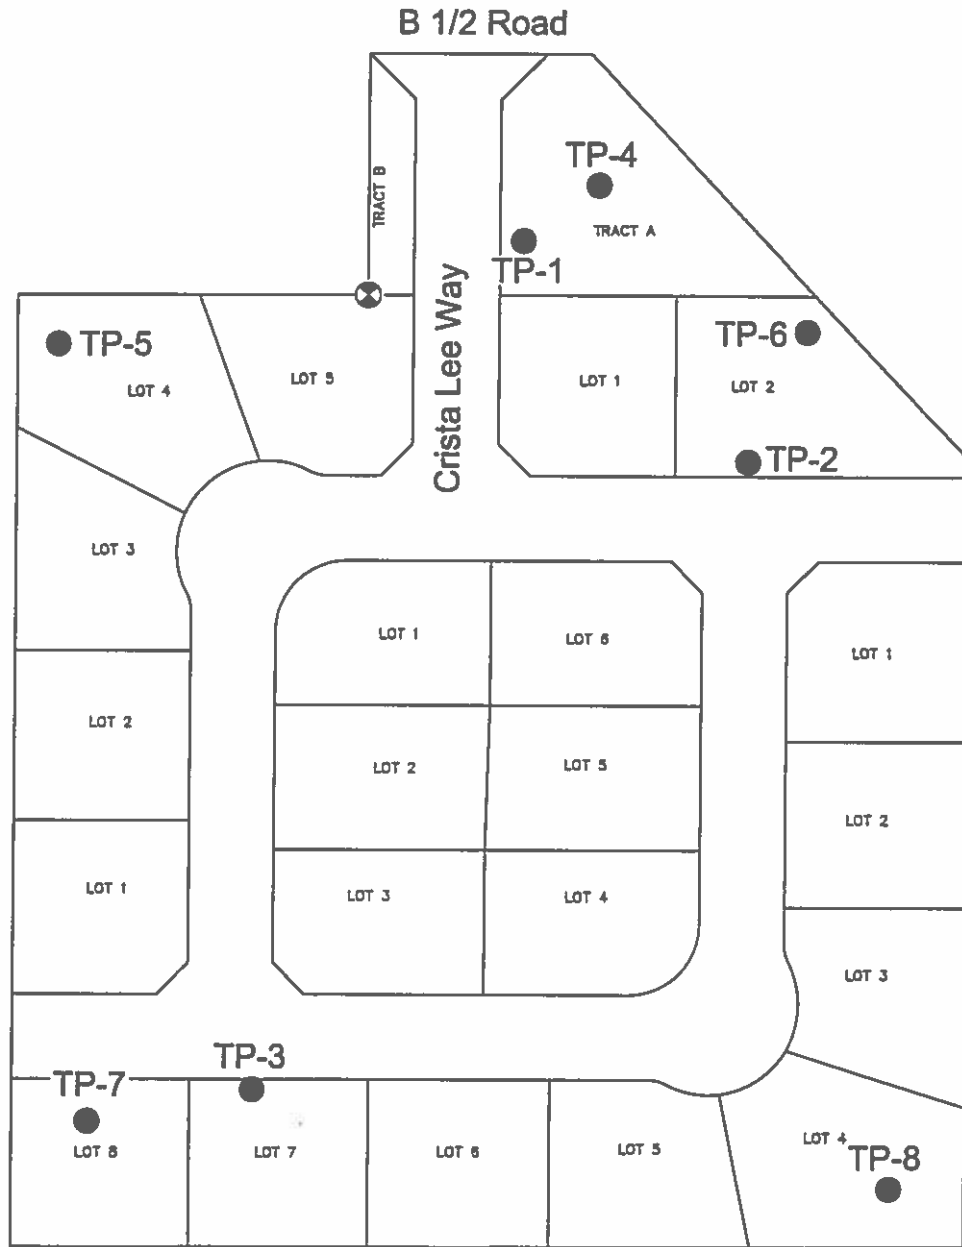 B 1/2 Road
TP-4
TRACT B
TRACT A
TP-1
Crista Lee Way
TP-5
TP-6
LOT 4
LOT 5
LOT 1
LOT 2
TP-2
LOT 3
LOT 1
LOT 6
LOT 1
LOT 2
LOT 2
LOT 5
LOT 2
LOT 1
LOT 3
LOT 4
LOT 3
TP-3
TP-7
LOT 8
LOT 7
LOT 6
LOT 5
LOT 4
TP-8